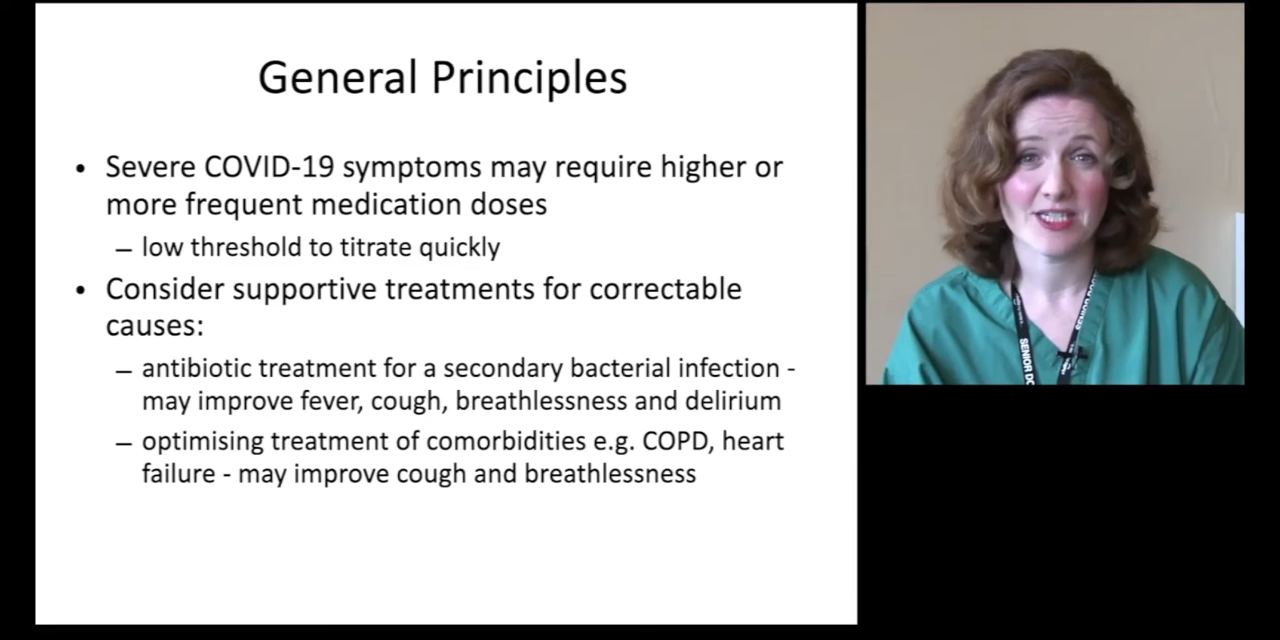 General Principles
• Severe COVID-19 symptoms may require higher or
more frequent medication doses
– low threshold to titrate quickly
• Consider supportive treatments for correctable
causes:
– antibiotic treatment for a secondary bacterial infection -
may improve fever, cough, breathlessness and delirium
– optimising treatment of comorbidities e.g. COPD, heart
failure - may improve cough and breathlessness
SENIOR DO
SENIOR DOC